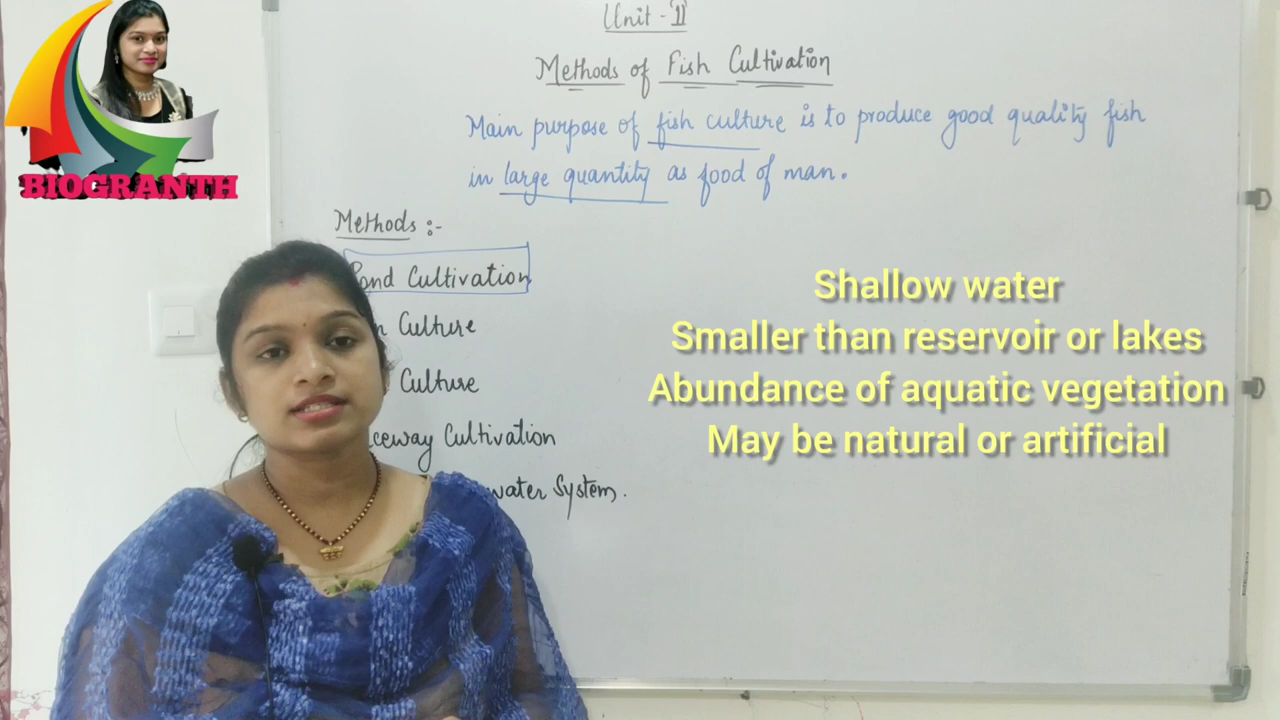 BIOGRANTH
Unit - II
Methods of Fish Cultivation
Main purpose of fish culture is to produce good quality fish
in large quantity as food of man.
Methods :-
Pond Cultivation
Culture
Culture
Cultivation
water System.
Shallow water
Smaller than reservoir or lakes
Abundance of aquatic vegetation
May be natural or artificial